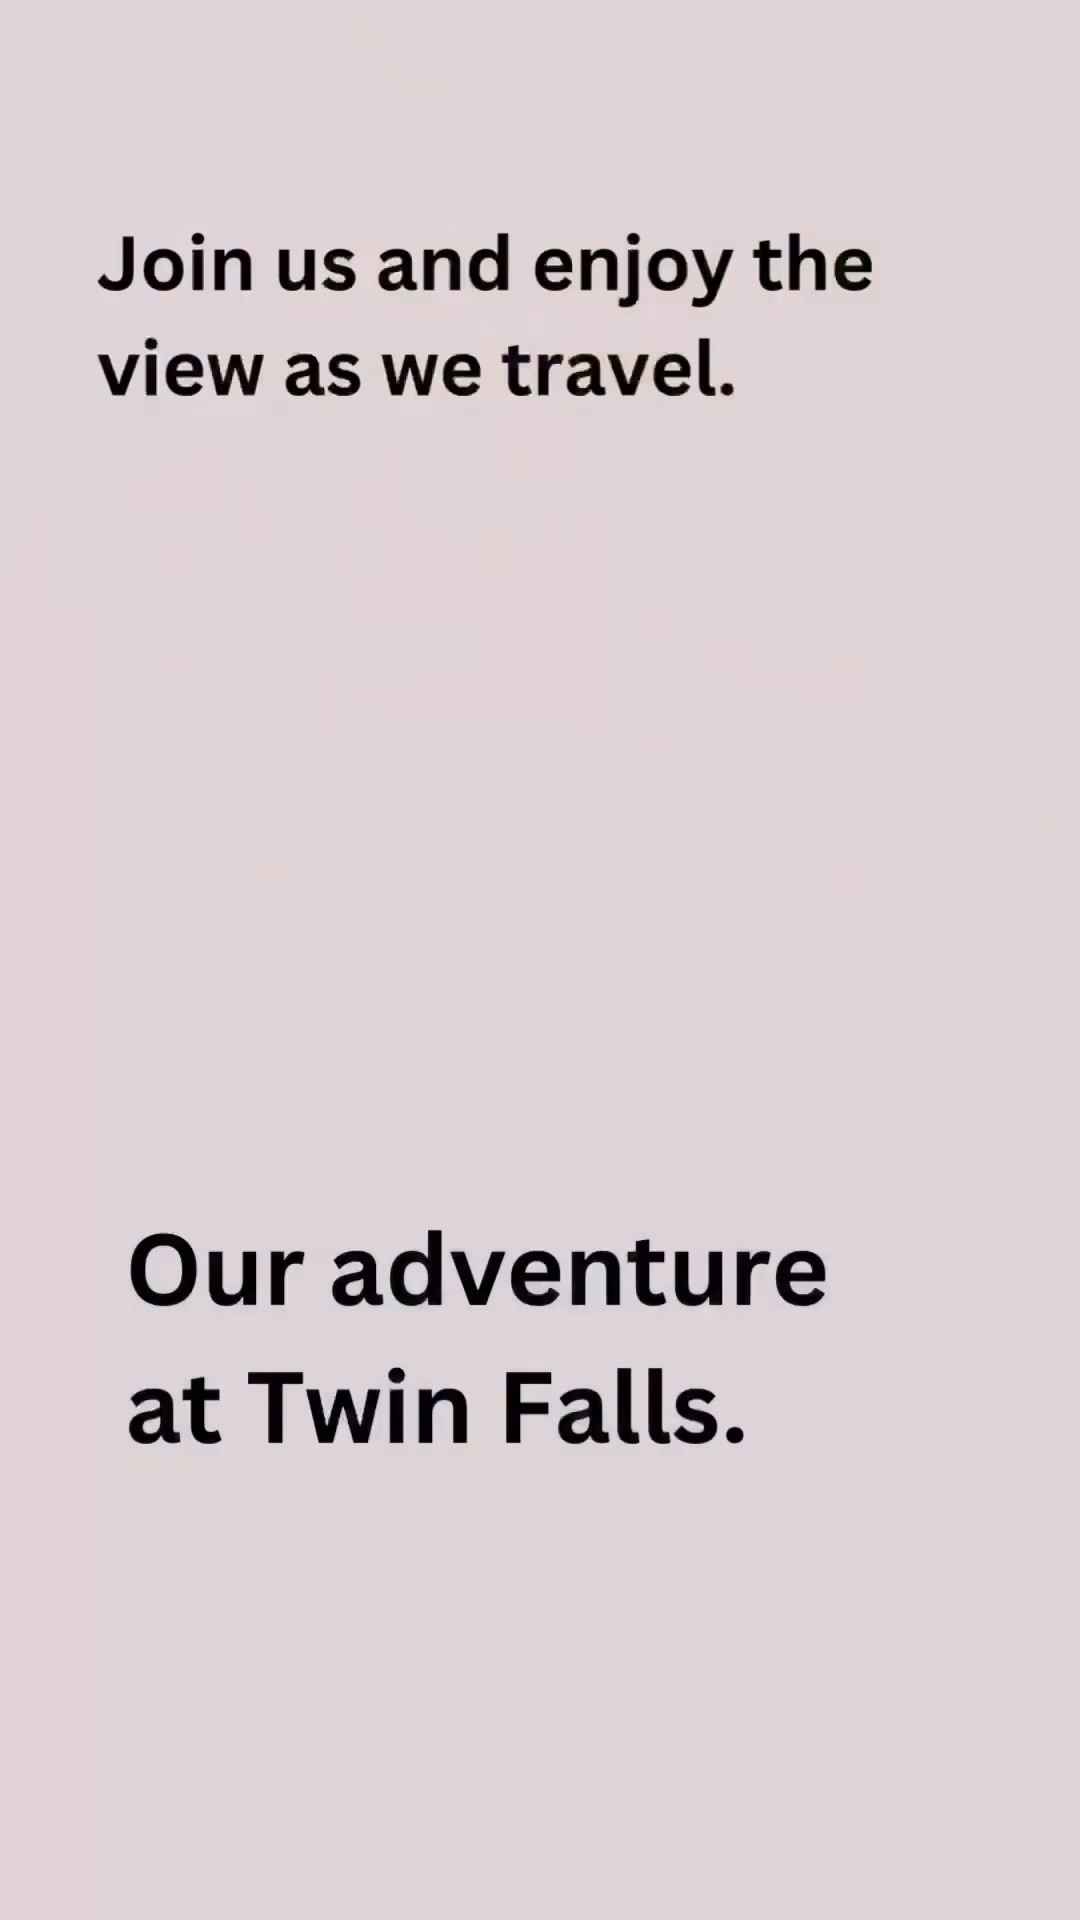 Join us and enjoy the
view as we travel.
Our adventure
at Twin Falls.